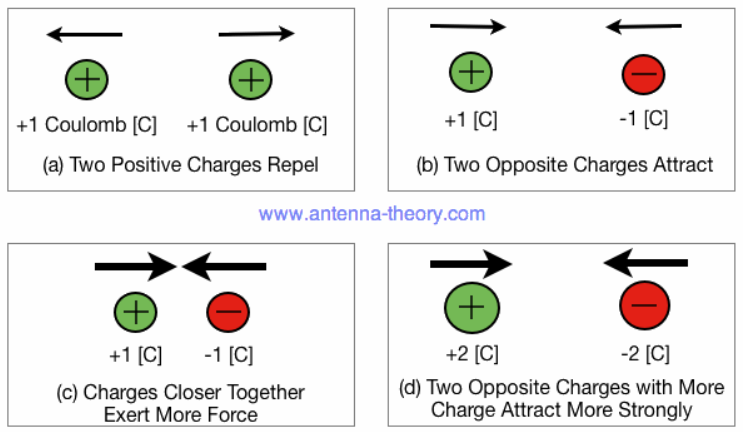 +1 Coulomb [C] +1 Coulomb [C]
(a) Two Positive Charges Repel
+1 [C] -1 [C]
(b) Two Opposite Charges Attract
www.antenna-theory.com
+1 [C] -1 [C]
(c) Charges Closer Together
Exert More Force
+2 [C] -2 [C]
(d) Two Opposite Charges with More
Charge Attract More Strongly